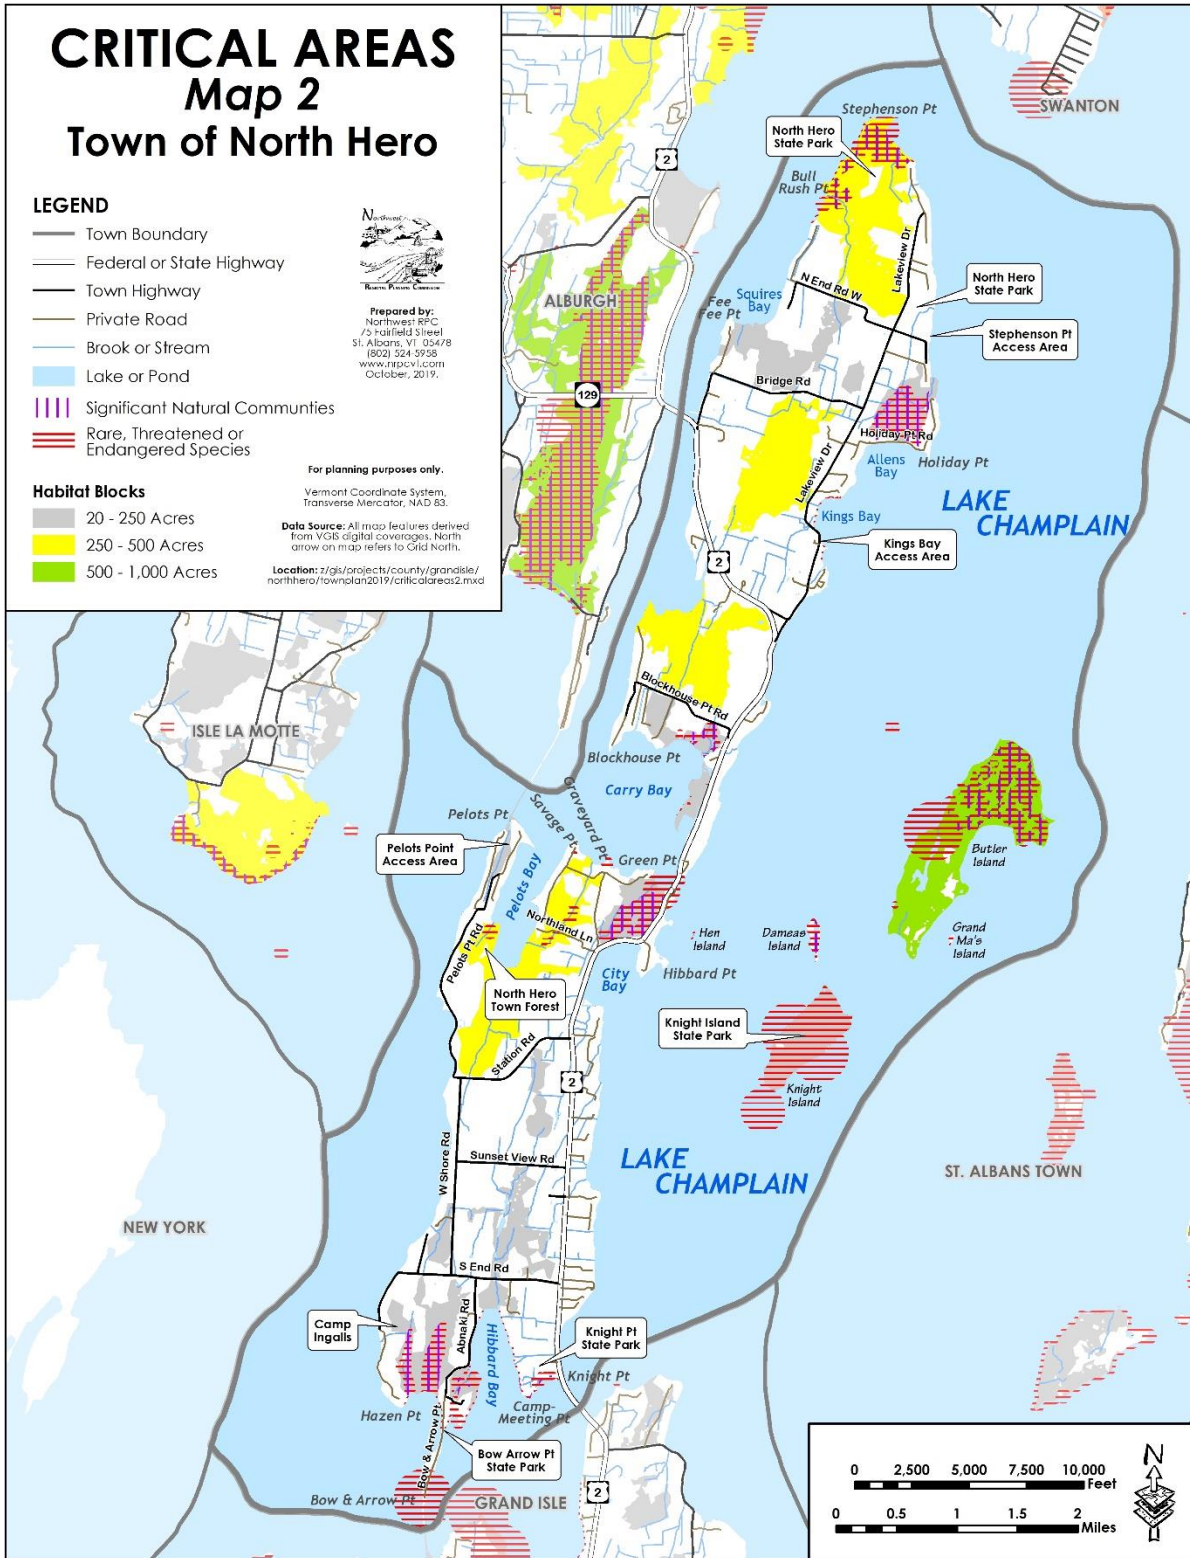 CRITICAL AREAS
Map 2
Town of North Hero
LEGEND
Town Boundary
Federal or State Highway
Town Highway
Private Road
Brook or Stream
Lake or Pond
Significant Natural Communties
Rare, Threatened or
Endangered Species
Habitat Blocks
20 - 250 Acres
250 - 500 Acres
500 - 1,000 Acres
Northwest
REGIONAL PLANNING COMMISSION
Prepared by:
Northwest RPC
75 Fairfield Street
St. Albans, VT 05478
(802) 524-5958
www.nrpcvt.com
October, 2019.
For planning purposes only.
Vermont Coordinate System,
Transverse Mercator, NAD 83.
Data Source: All map features derived
from VGIS digital coverages. North
arrow on map refers to Grid North.
Location: z/gis/projects/county/grandisle/
northhero/townplan2019/criticalareas2.mxd
SWANTON
Stephenson Pt
North Hero
State Park
2
Bull
Rush Pt
Lakeview Dr
North Hero
State Park
N End Rd W
Squires
Bay
Fee
Fee Pt
ALBURGH
Stephenson Pt
Access Area
Bridge Rd
129
Holiday Pt Rd
Allens
Bay
Holiday Pt
Lakeview Dr
LAKE
CHAMPLAIN
Kings Bay
Kings Bay
Access Area
2
Blockhouse Pt Rd
ISLE LA MOTTE
Blockhouse Pt
Carry Bay
Pelots Pt
Savage Pt
Graveyard Pt
Green Pt
Pelots Point
Access Area
Pelots Bay
Butler
Island
Northland Ln
Pelots Pt Rd
Hen
Island
Dameas
Island
Grand
Ma's
Island
City
Bay
Hibbard Pt
North Hero
Town Forest
Knight Island
State Park
Station Rd
2
Knight
Island
W Shore Rd
Sunset View Rd
LAKE
CHAMPLAIN
ST. ALBANS TOWN
NEW YORK
S End Rd
Abnaki Rd
Camp
Ingalls
Hibbard Bay
Knight Pt
State Park
Knight Pt
Hazen Pt
Camp-
Meeting Pt
Bow & Arrow Pt
Bow Arrow Pt
State Park
Bow & Arrow Pt
GRAND ISLE
2
0 2,500 5,000 7,500 10,000
Feet
0 0.5 1 1.5 2
Miles
N